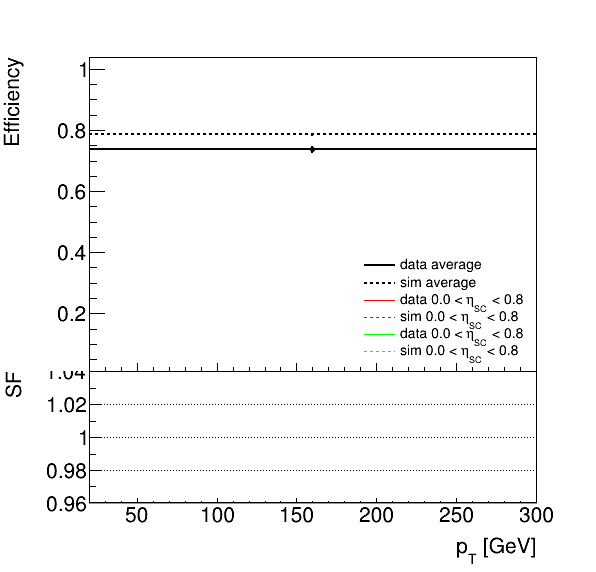 Efficiency
1
0.8
0.6
0.4
0.2
data average
sim average
data 0.0 < η_SC < 0.8
sim 0.0 < η_SC < 0.8
data 0.0 < η_SC < 0.8
sim 0.0 < η_SC < 0.8
SF
1.04
1.02
1
0.98
0.96
50 100 150 200 250 300
p_T [GeV]